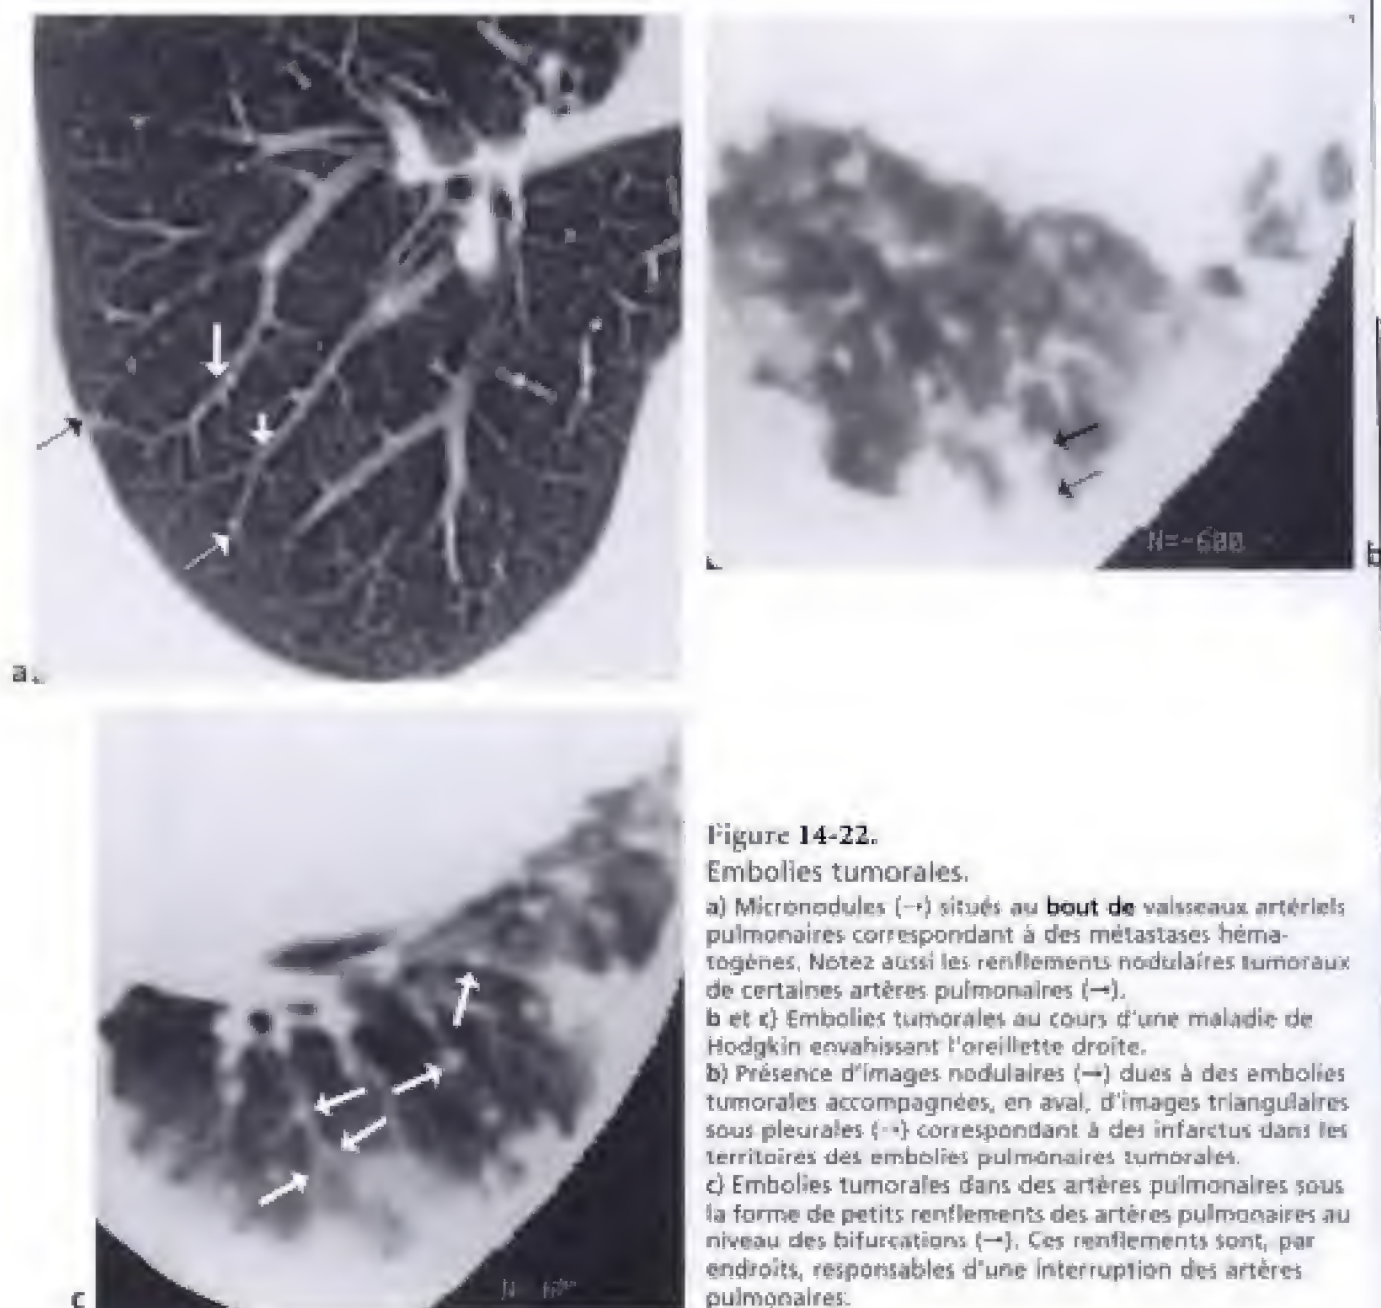 N=-600
b
a
c
Figure 14-22.
Embolies tumorales.
a) Micronodules (→) situés au bout de vaisseaux artériels
pulmonaires correspondant à des métastases héma-
togènes. Notez aussi les renflements nodulaires tumoraux
de certaines artères pulmonaires (→).
b et c) Embolies tumorales au cours d'une maladie de
Hodgkin envahissant l'oreillette droite.
b) Présence d'images nodulaires (→) dues à des embolies
tumorales accompagnées, en aval, d'images triangulaires
sous pleurales (→) correspondant à des infarctus dans les
territoires des embolies pulmonaires tumorales.
c) Embolies tumorales dans des artères pulmonaires sous
la forme de petits renflements des artères pulmonaires au
niveau des bifurcations (→). Ces renflements sont, par
endroits, responsables d'une interruption des artères
pulmonaires.